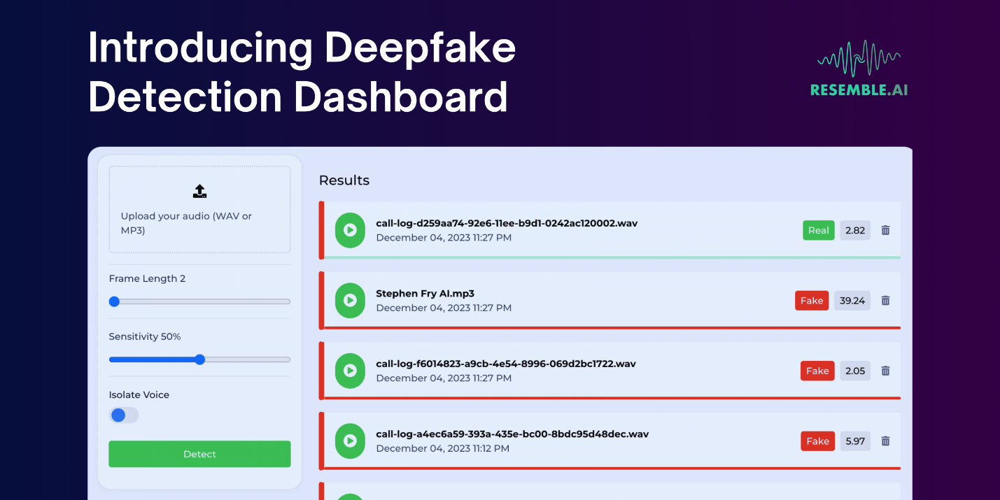 Introducing Deepfake
Detection Dashboard
RESEMBLE.AI
Upload your audio (WAV or
MP3)
Frame Length 2
Sensitivity 50%
Isolate Voice
Detect
Results
call-log-d259aa74-92e6-11ee-b9d1-0242ac120002.wav
December 04, 2023 11:27 PM
Real 2.82
Stephen Fry AI.mp3
December 04, 2023 11:27 PM
Fake 39.24
call-log-f6014823-a9cb-4e54-8996-069d2bc1722.wav
December 04, 2023 11:27 PM
Fake 2.05
call-log-a4ec6a59-393a-435e-bc00-8bdc95d48dec.wav
December 04, 2023 11:12 PM
Fake 5.97